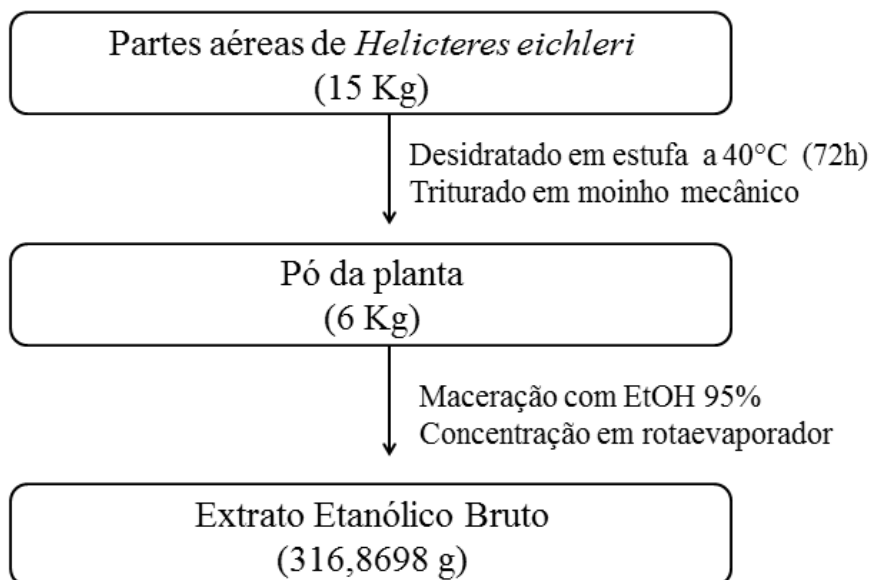 Partes aéreas de Helicteres eichleri
(15 Kg)
Desidratado em estufa a 40°C (72h)
Triturado em moinho mecânico
Pó da planta
(6 Kg)
Maceração com EtOH 95%
Concentração em rotaevaporador
Extrato Etanólico Bruto
(316,8698 g)